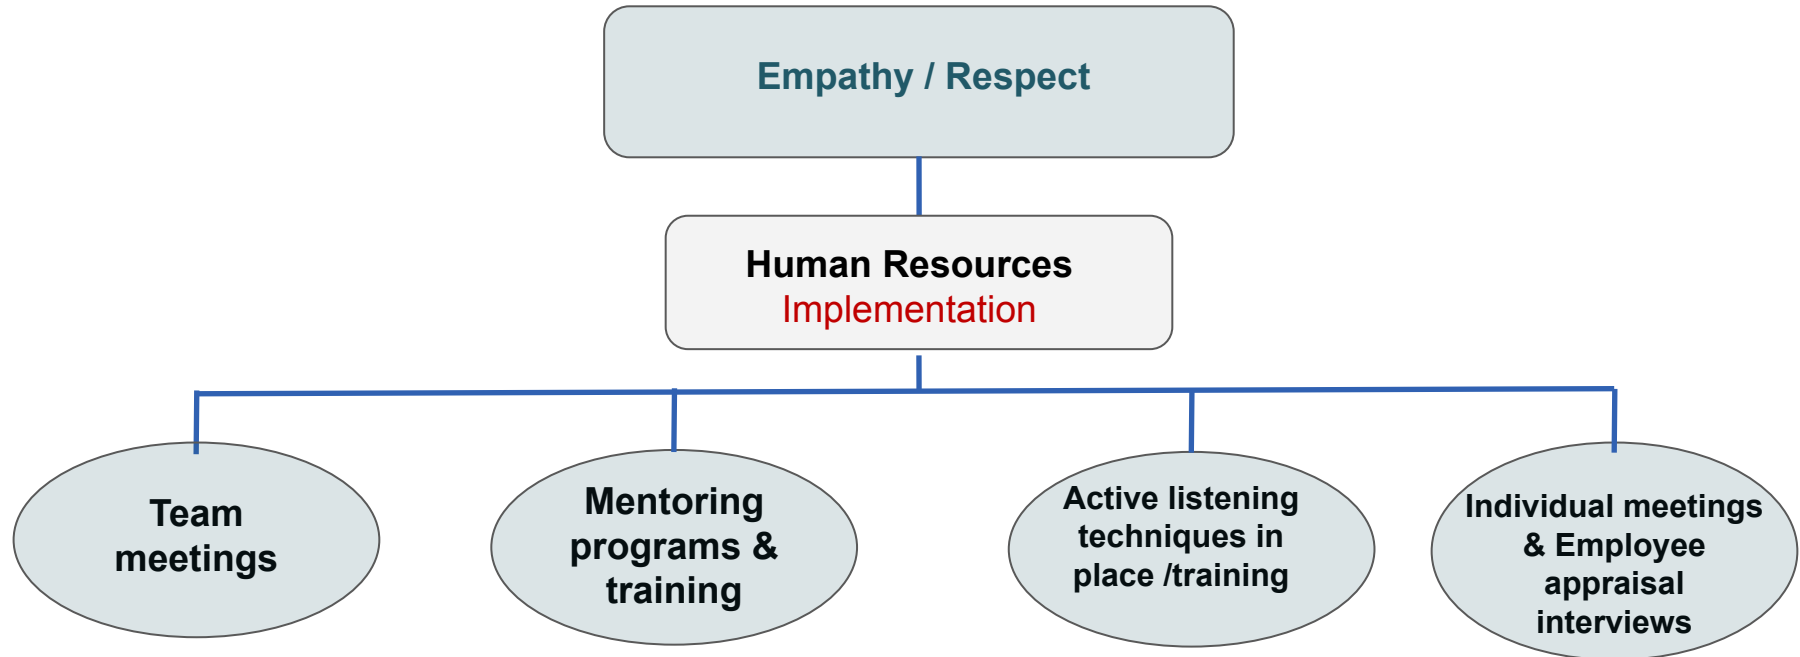 Empathy / Respect
Human Resources
Implementation
Team
meetings
Mentoring
programs &
training
Active listening
techniques in
place /training
Individual meetings
& Employee
appraisal
interviews